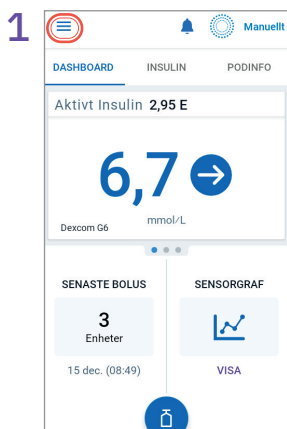 1
Manuellt
DASHBOARD INSULIN PODINFO
Aktivt Insulin 2,95 E
6,7
mmol/L
Dexcom G6
SENASTE BOLUS SENSORGRAF
3
Enheter
15 dec. (08:49) VISA